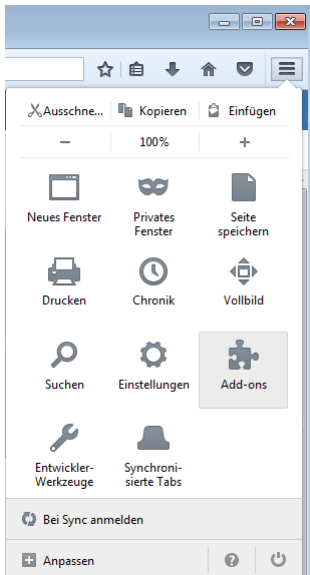 Ausschne... Kopieren Einfügen
− 100% +
Neues Fenster Privates Fenster Seite speichern
Drucken Chronik Vollbild
Suchen Einstellungen Add-ons
Entwickler-Werkzeuge Synchroni-sierte Tabs
Bei Sync anmelden
Anpassen